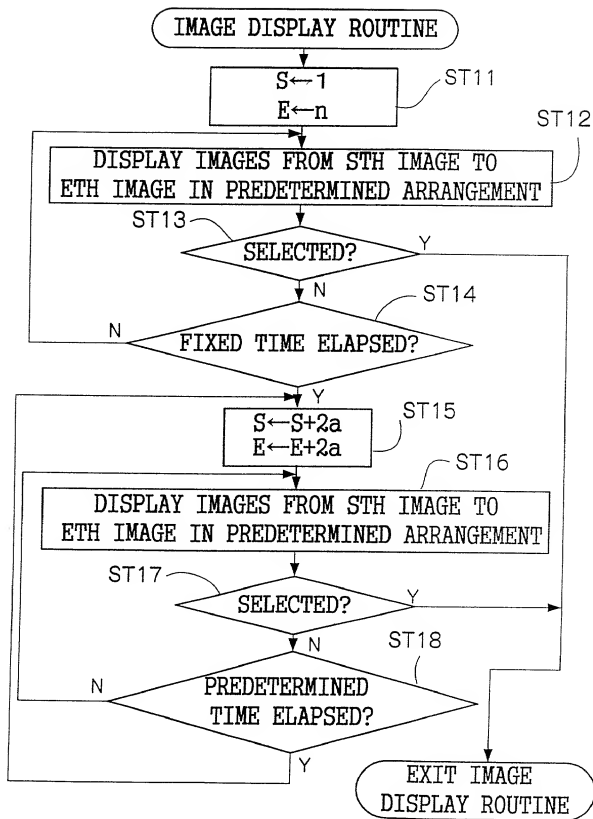 IMAGE DISPLAY ROUTINE
S←1
E←n
ST11
ST12
DISPLAY IMAGES FROM STH IMAGE TO
ETH IMAGE IN PREDETERMINED ARRANGEMENT
ST13
SELECTED?
Y
N
ST14
N
FIXED TIME ELAPSED?
Y
S←S+2a
E←E+2a
ST15
ST16
DISPLAY IMAGES FROM STH IMAGE TO
ETH IMAGE IN PREDETERMINED ARRANGEMENT
ST17
SELECTED?
Y
N
ST18
N
PREDETERMINED
TIME ELAPSED?
Y
EXIT IMAGE
DISPLAY ROUTINE